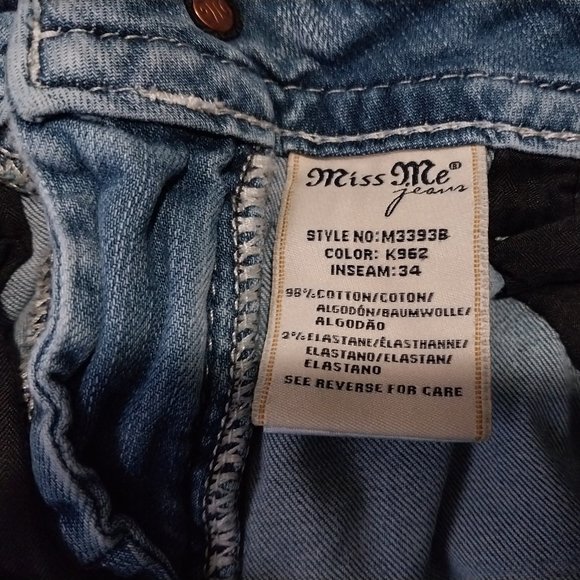 Miss Me®
jeans
STYLE NO:M3393B
COLOR: K962
INSEAM:34
98%COTTON/COTON/
ALGODÓN/BAUMWOLLE/
ALGODÃO
2%ELASTANE/ÉLASTHANNE/
ELASTANO/ELASTAN/
ELASTANO
SEE REVERSE FOR CARE